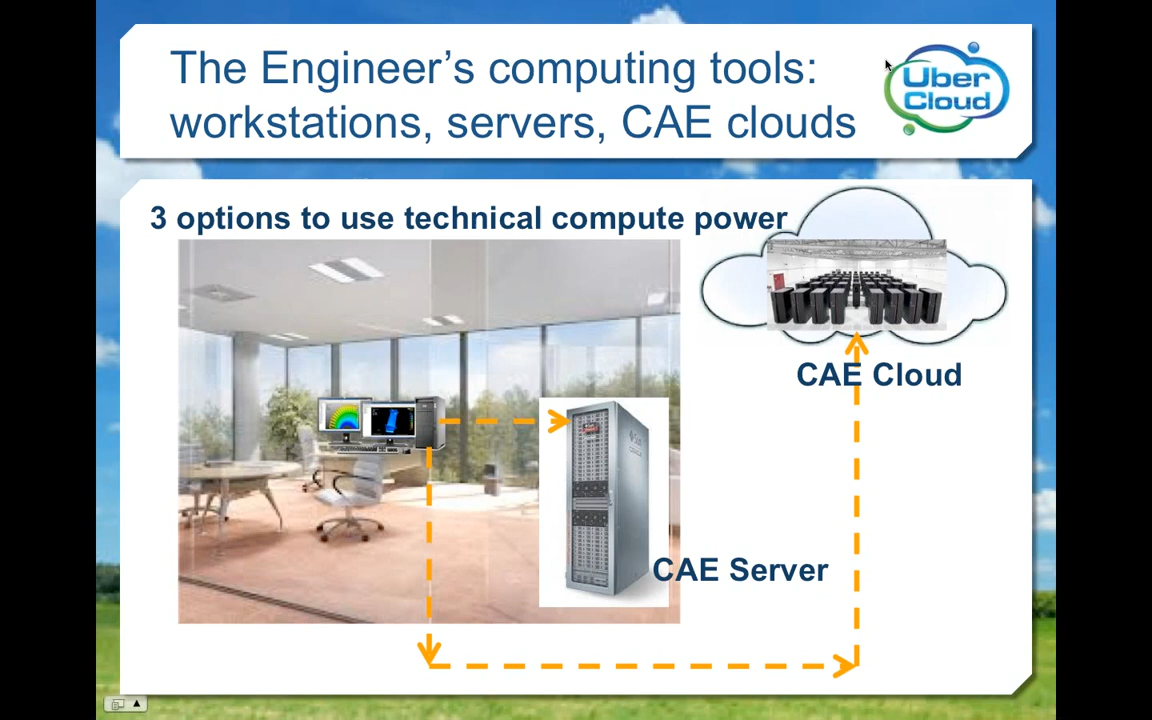 The Engineer's computing tools:
workstations, servers, CAE clouds
Uber
Cloud
3 options to use technical compute power
CAE Cloud
CAE Server